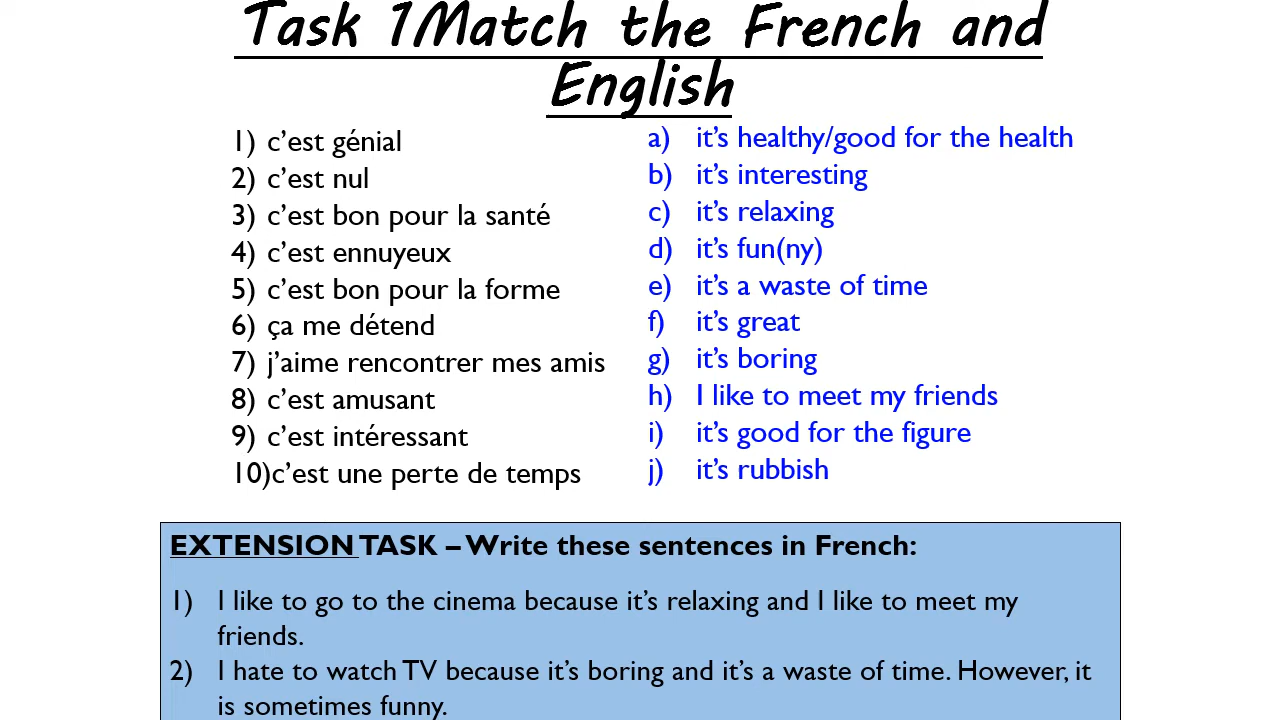 Task 1Match the French and
English
1) c’est génial
2) c’est nul
3) c’est bon pour la santé
4) c’est ennuyeux
5) c’est bon pour la forme
6) ça me détend
7) j’aime rencontrer mes amis
8) c’est amusant
9) c’est intéressant
10)c’est une perte de temps
a) it’s healthy/good for the health
b) it’s interesting
c) it’s relaxing
d) it’s fun(ny)
e) it’s a waste of time
f) it’s great
g) it’s boring
h) I like to meet my friends
i) it’s good for the figure
j) it’s rubbish
EXTENSION TASK – Write these sentences in French:
1) I like to go to the cinema because it’s relaxing and I like to meet my
friends.
2) I hate to watch TV because it’s boring and it’s a waste of time. However, it
is sometimes funny.